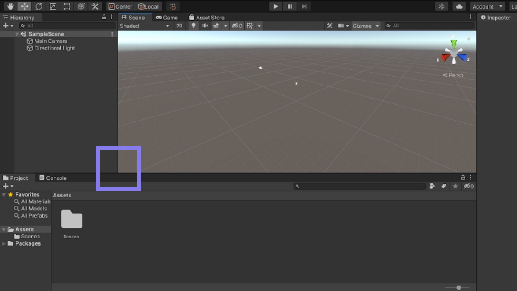 Center Local Account La
Hierarchy Scene Game Asset Store Inspector
All Shaded 2D Gizmos All
SampleScene
Main Camera
Directional Light
Persp
Project Console
Favorites Assets
All Materials
All Models
All Prefabs
Assets
Scenes
Packages
Scenes